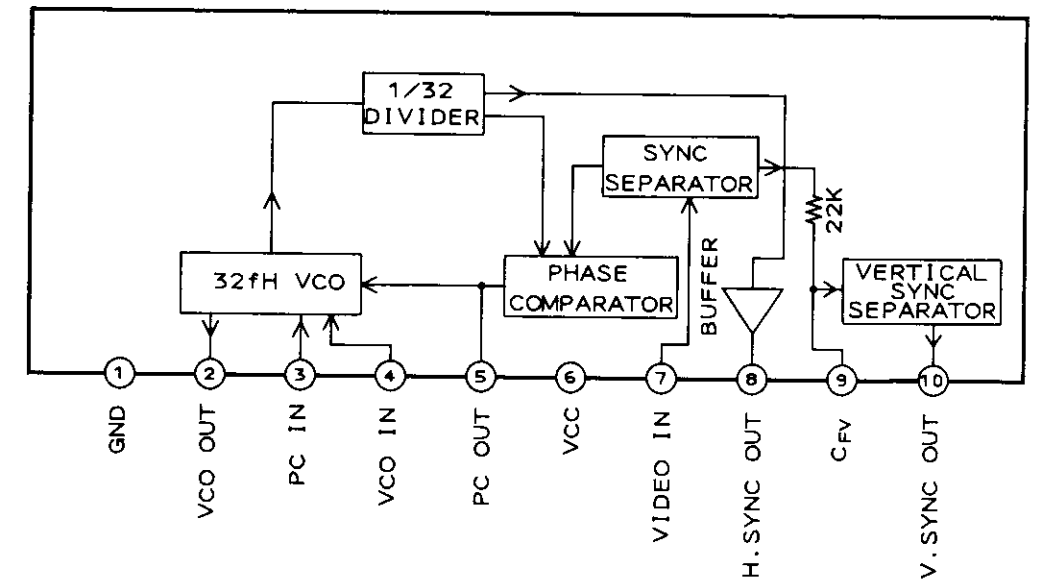 1/32
DIVIDER
SYNC
SEPARATOR
22K
32fH VCO
PHASE
COMPARATOR
BUFFER
VERTICAL
SYNC
SEPARATOR
1
2
3
4
5
6
7
8
9
10
GND
VCO OUT
PC IN
VCO IN
PC OUT
VCC
VIDEO IN
H.SYNC OUT
CFV
V.SYNC OUT